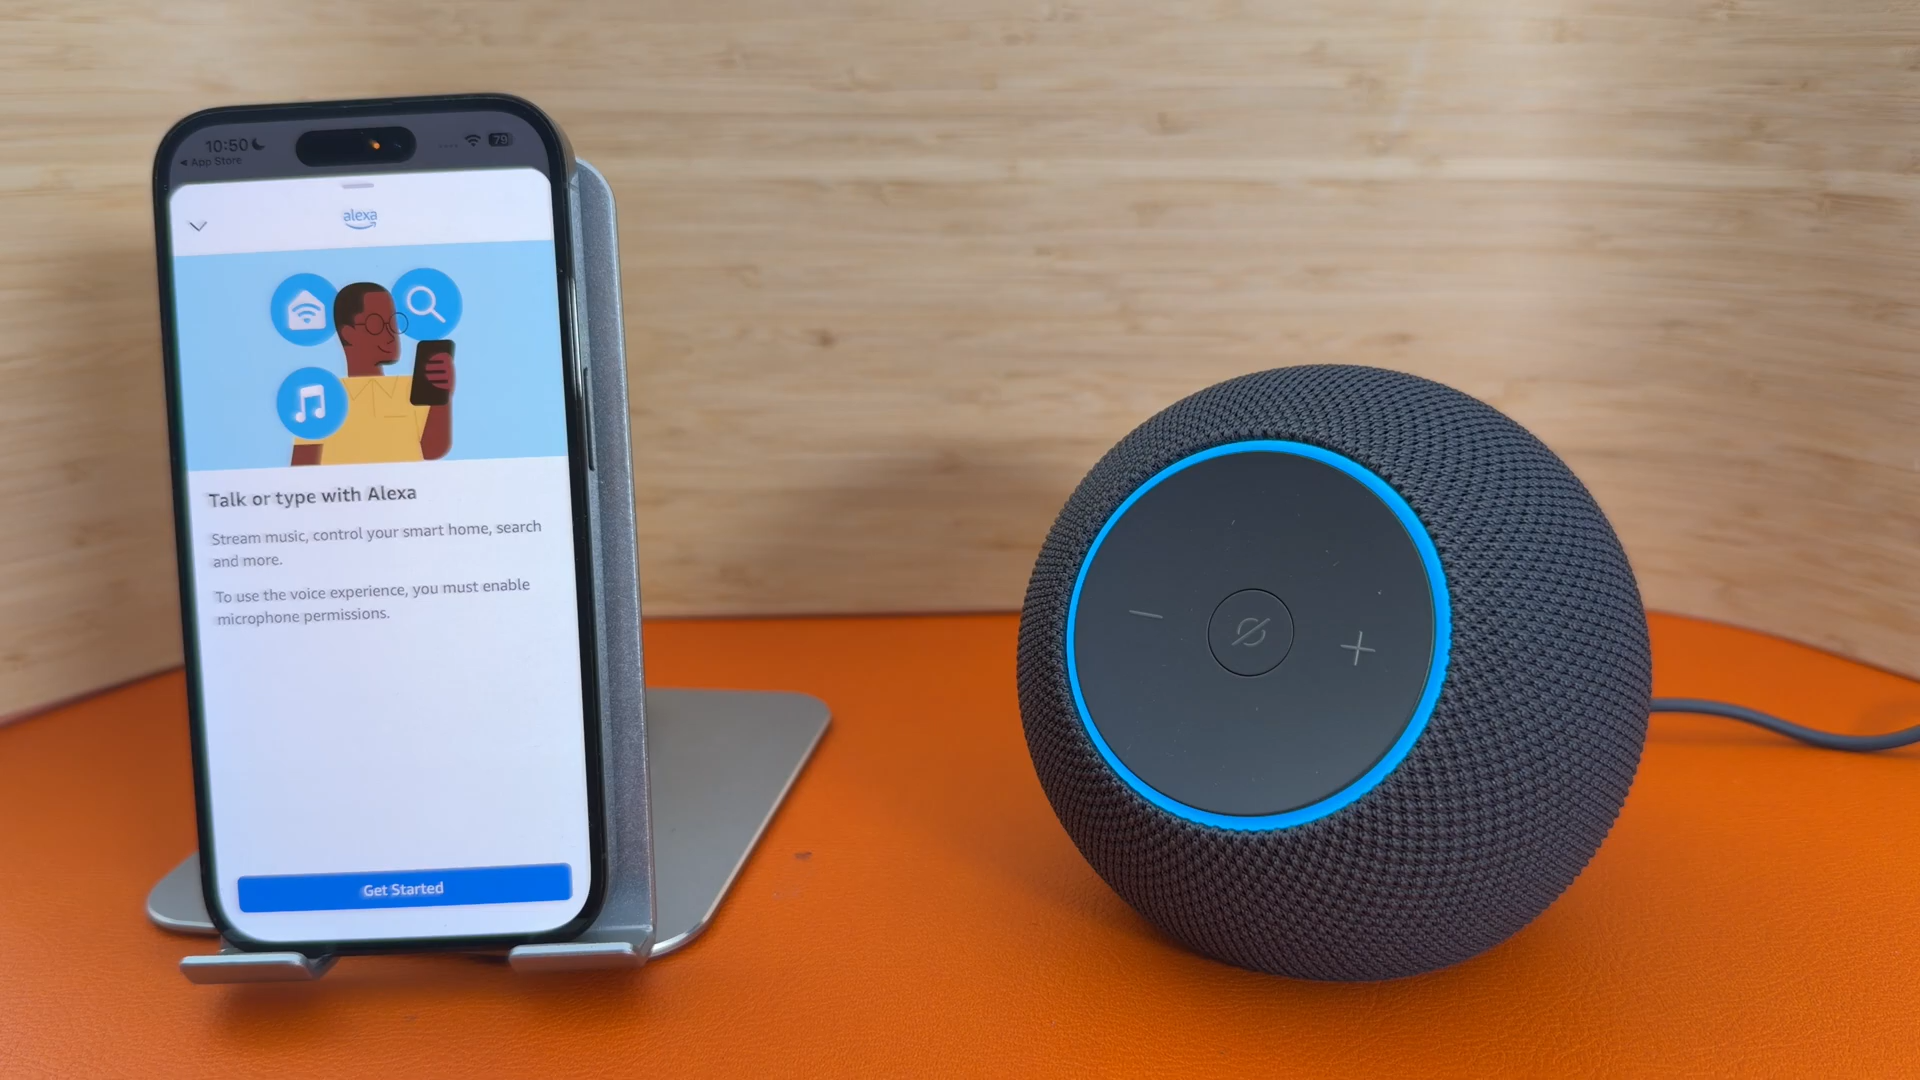 10:50
79
◀ App Store
alexa
Talk or type with Alexa
Stream music, control your smart home, search
and more.
To use the voice experience, you must enable
microphone permissions.
Get Started